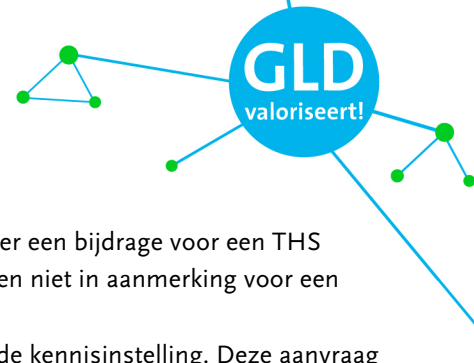 GLD
valoriseert!
er een bijdrage voor een THS
en niet in aanmerking voor een
de kennisinstelling. Deze aanvraag